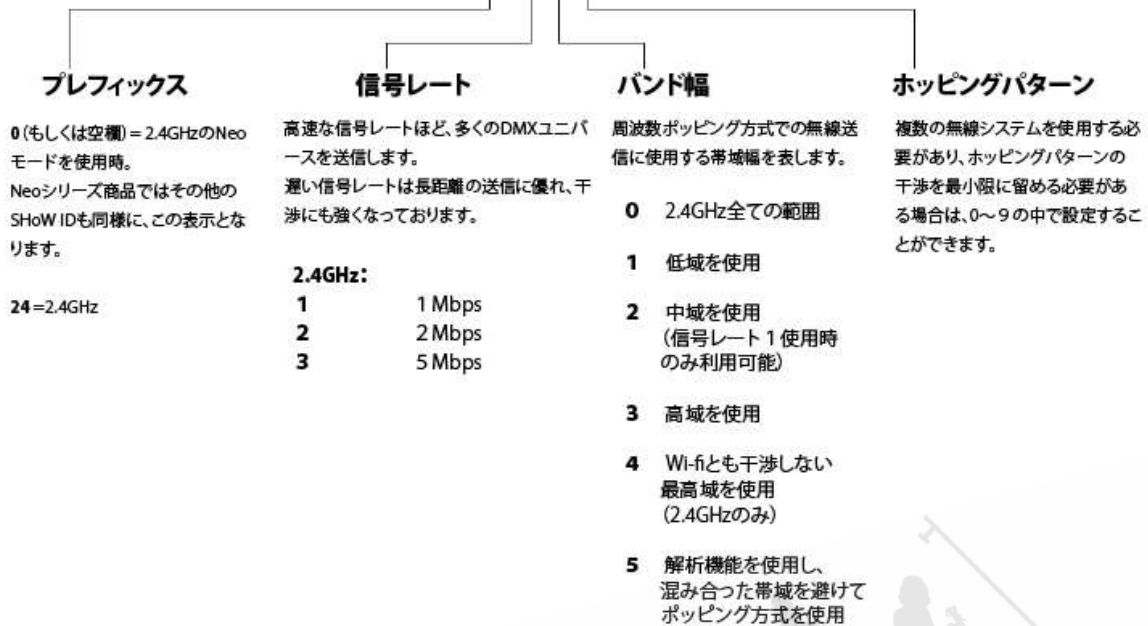 プレフィックス
0(もしくは空欄) = 2.4GHzのNeo
モードを使用時。
Neoシリーズ商品ではその他の
SHoW IDも同様に、この表示とな
ります。
24 =2.4GHz
信号レート
高速な信号レートほど、多くのDMXユニバ
ースを送信します。
遅い信号レートは長距離の送信に優れ、干
渉にも強くなっております。
2.4GHz：
1 1 Mbps
2 2 Mbps
3 5 Mbps
バンド幅
周波数ポッピング方式での無線送
信に使用する帯域幅を表します。
0 2.4GHz全ての範囲
1 低域を使用
2 中域を使用
（信号レート 1 使用時
のみ利用可能）
3 高域を使用
4 Wi-fiとも干渉しない
最高域を使用
（2.4GHzのみ）
5 解析機能を使用し、
混み合った帯域を避けて
ポッピング方式を使用
ホッピングパターン
複数の無線システムを使用する必
要があり、ホッピングパターンの
干渉を最小限に留める必要があ
る場合は、0～9 の中で設定するこ
とができます。